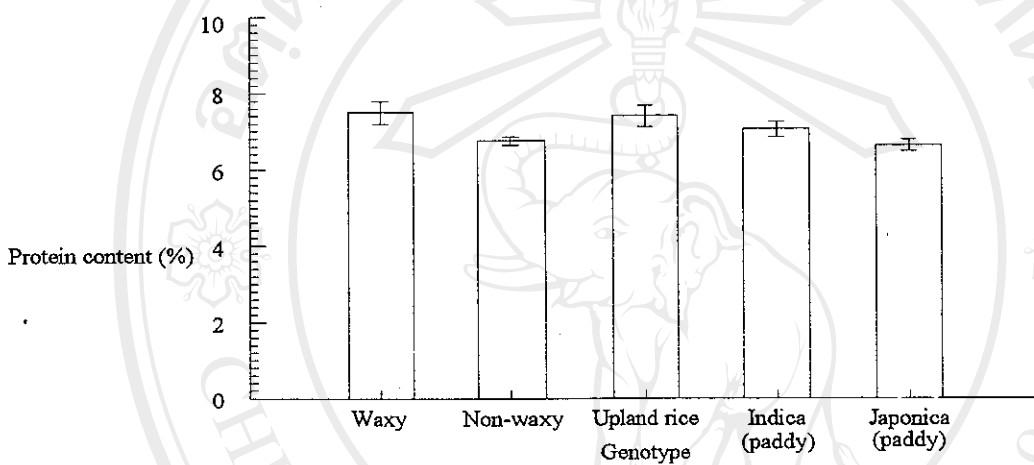 10
8
6
Protein content (%)
4
2
0
Waxy Non-waxy Upland rice Indica (paddy) Japonica (paddy)
Genotype